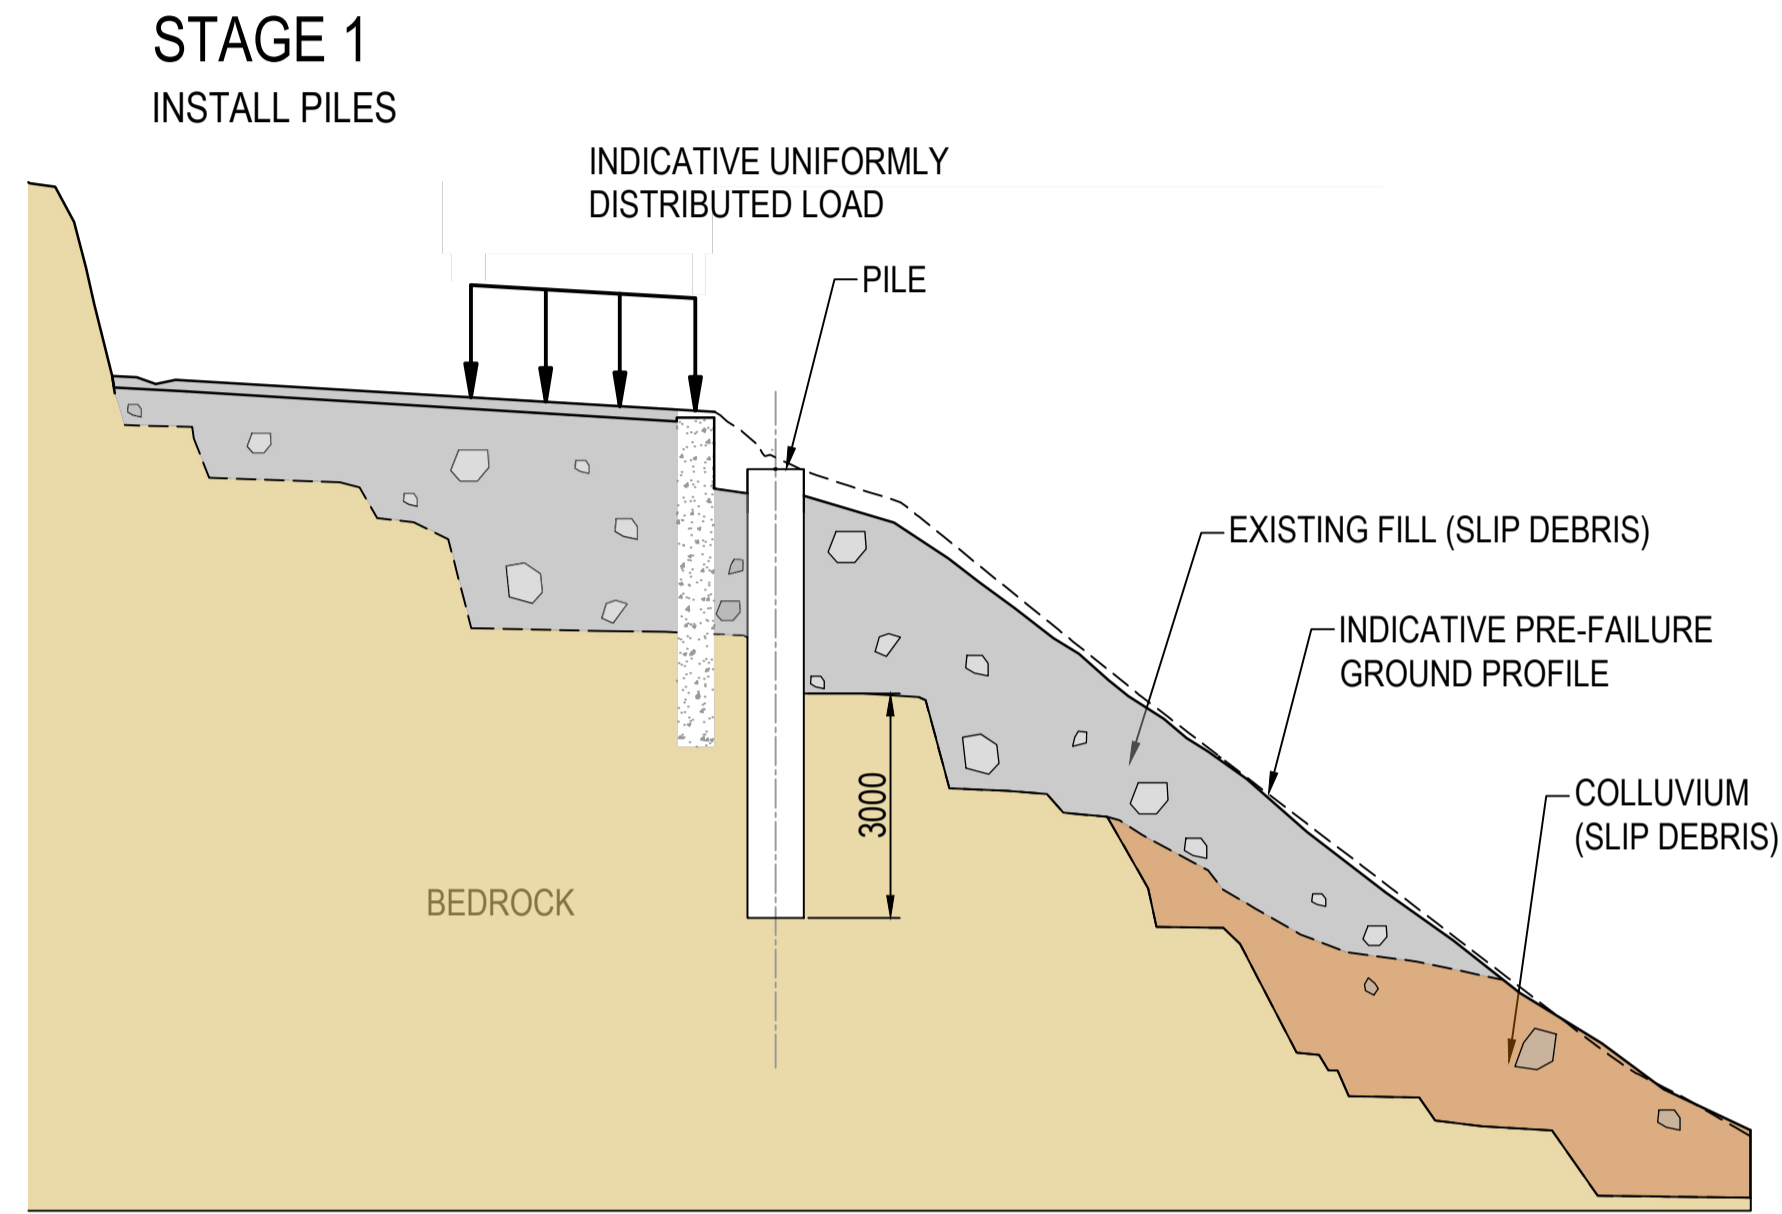 STAGE 1
INSTALL PILES
INDICATIVE UNIFORMLY
DISTRIBUTED LOAD
PILE
EXISTING FILL (SLIP DEBRIS)
INDICATIVE PRE-FAILURE
GROUND PROFILE
COLLUVIUM
(SLIP DEBRIS)
3000
BEDROCK